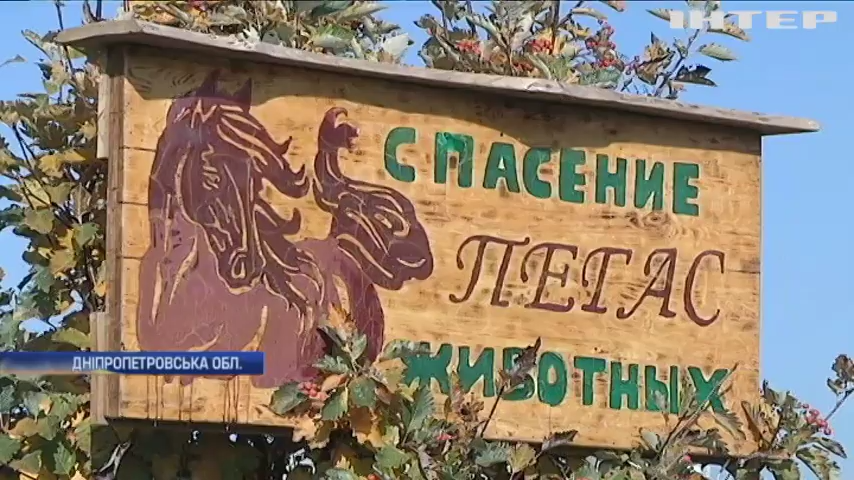 ІНТЕР
СПАСЕНИЕ
ПЕГАС
ЖИВОТНЫХ
ДНІПРОПЕТРОВСЬКА ОБЛ.